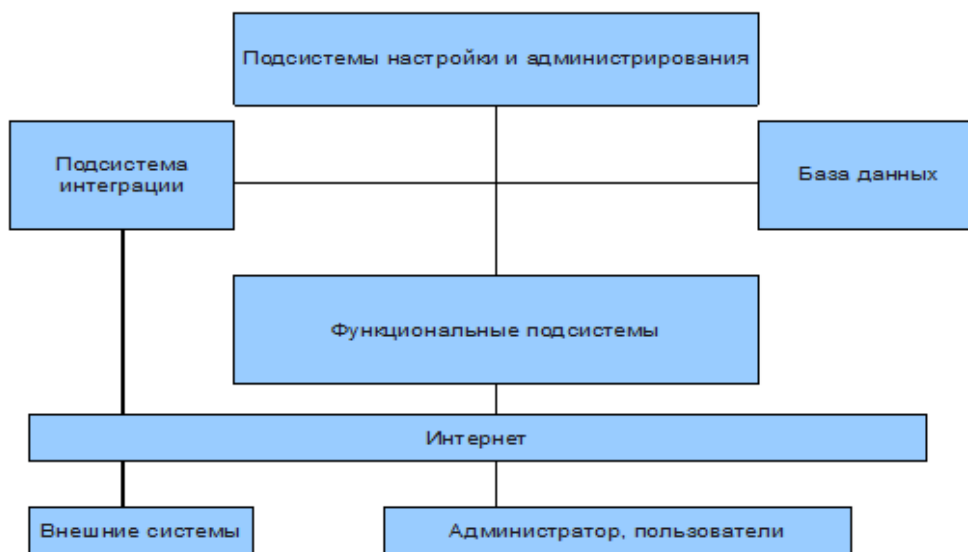 Подсистемы настройки и администрирования
Подсистема
интеграции
База данных
Функциональные подсистемы
Интернет
Внешние системы
Администратор, пользователи